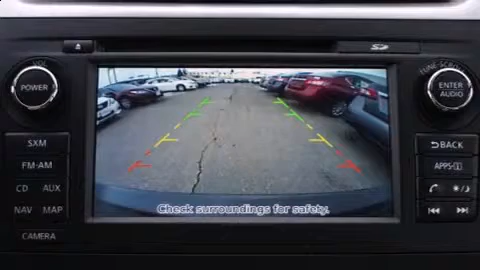 VOL
SD
TUNE-SCROLL
POWER
ENTER
AUDIO
SXM
BACK
FM-AM
APPS-i
CD AUX
NAV MAP
Check surroundings for safety.
CAMERA